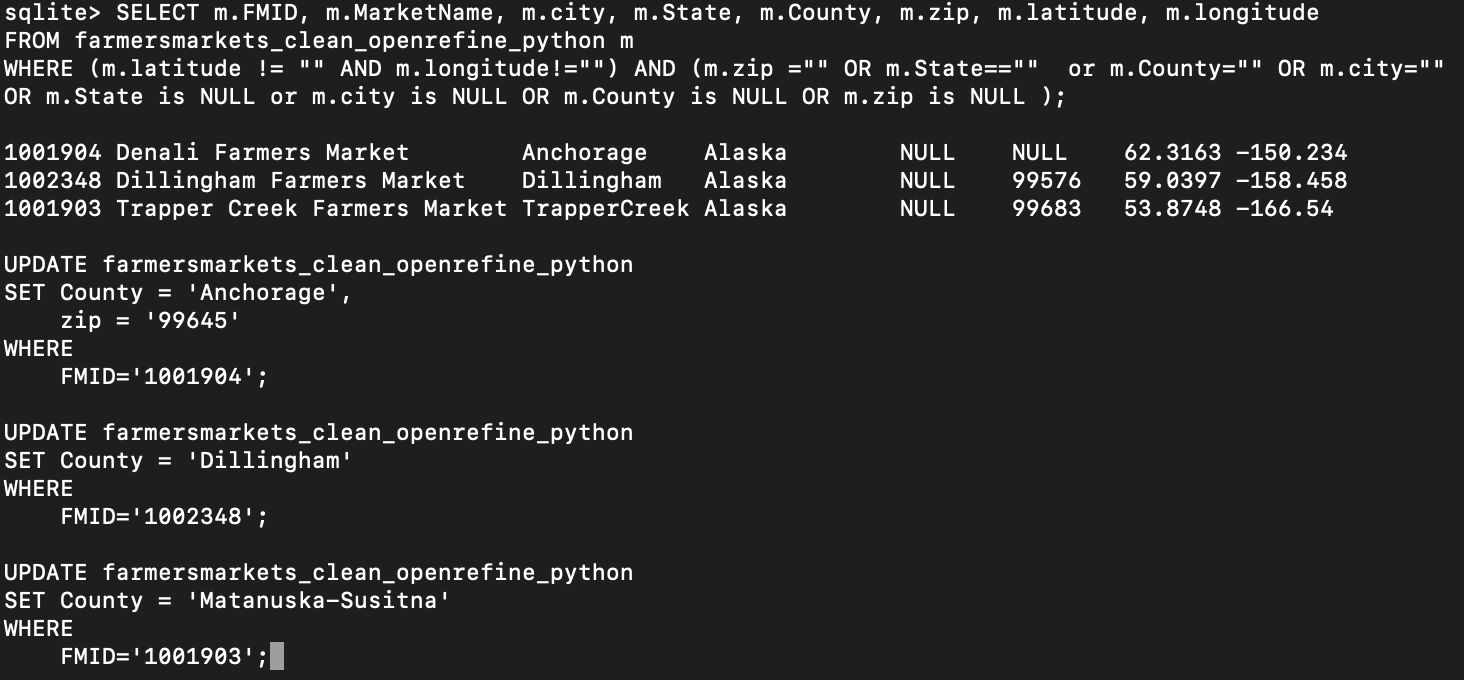 sqlite> SELECT m.FMID, m.MarketName, m.city, m.State, m.County, m.zip, m.latitude, m.longitude
FROM farmersmarkets_clean_openrefine_python m
WHERE (m.latitude != "" AND m.longitude!="") AND (m.zip ="" OR m.State==""  or m.County="" OR m.city=""
OR m.State is NULL or m.city is NULL OR m.County is NULL OR m.zip is NULL );
1001904 Denali Farmers Market        Anchorage    Alaska        NULL    NULL    62.3163 -150.234
1002348 Dillingham Farmers Market    Dillingham   Alaska        NULL    99576   59.0397 -158.458
1001903 Trapper Creek Farmers Market TrapperCreek Alaska        NULL    99683   53.8748 -166.54
UPDATE farmersmarkets_clean_openrefine_python
SET County = 'Anchorage',
    zip = '99645'
WHERE
    FMID='1001904';
UPDATE farmersmarkets_clean_openrefine_python
SET County = 'Dillingham'
WHERE
    FMID='1002348';
UPDATE farmersmarkets_clean_openrefine_python
SET County = 'Matanuska-Susitna'
WHERE
    FMID='1001903';